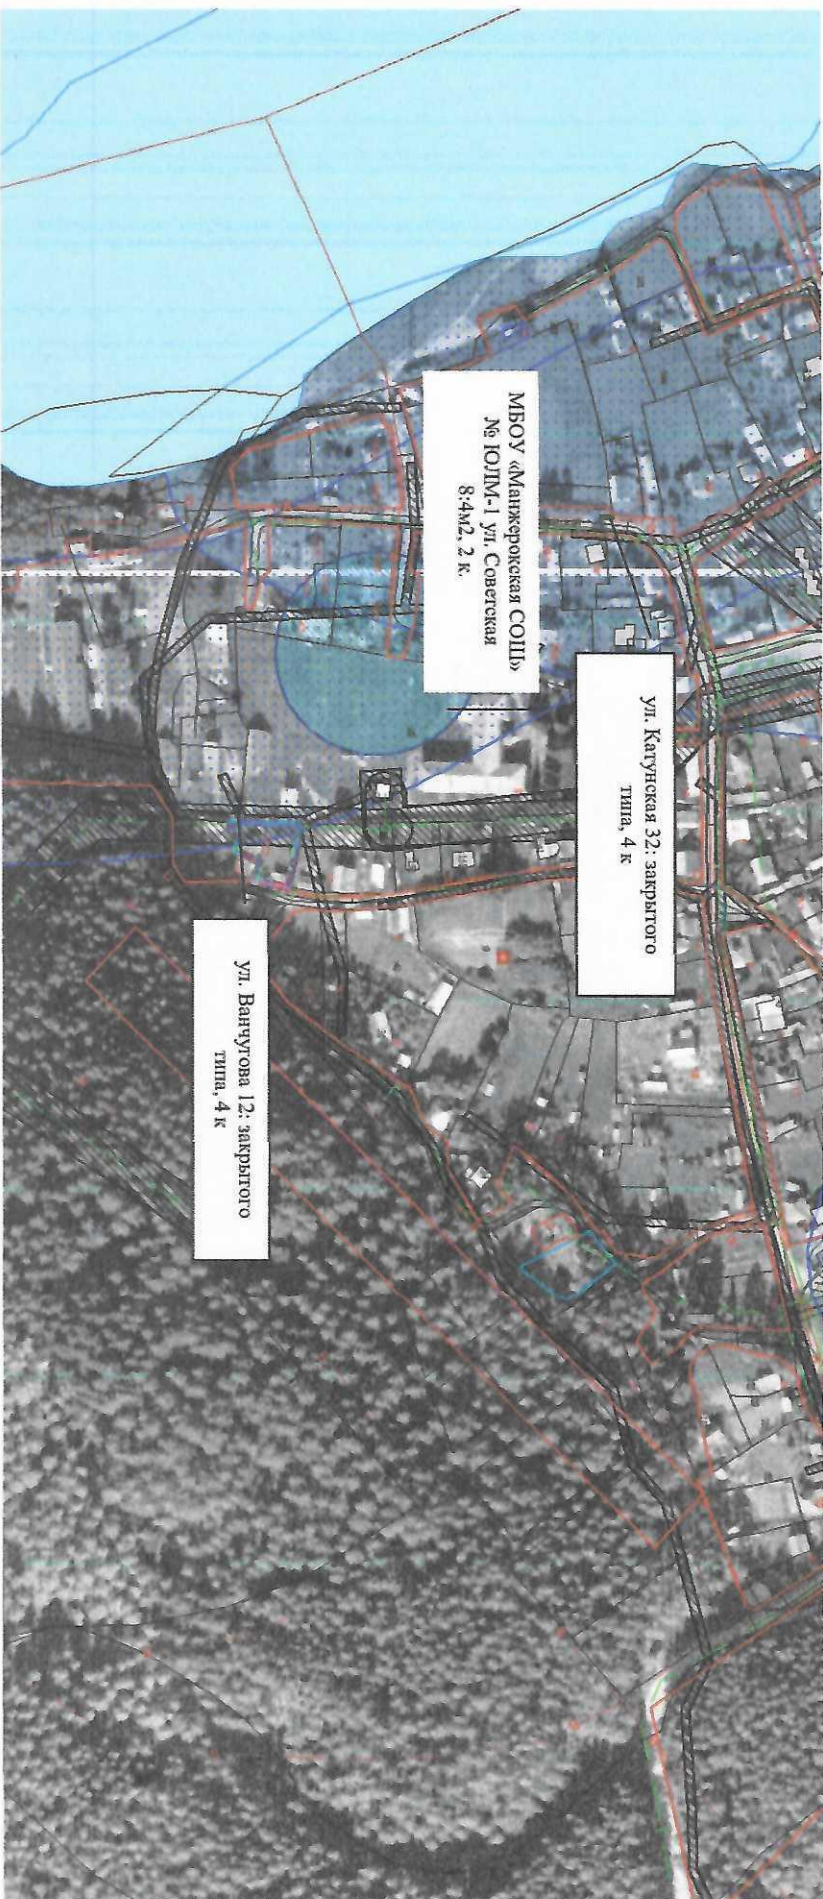 МБОУ «Манжерокская СОШ»
№ ЮЛМ-1 ул. Советская
8:4м2, 2 к.
ул. Катунская 32: закрытого
типа, 4 к
ул. Ванчугова 12: закрытого
типа, 4 к